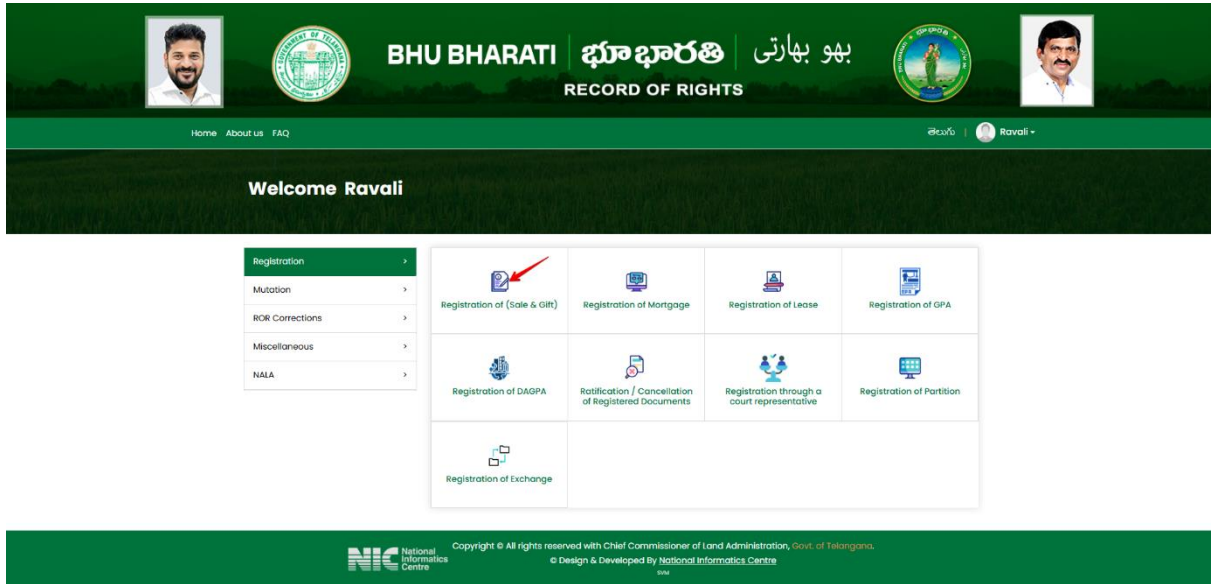 BHU BHARATI భూ భారతి بھو بھارتی
RECORD OF RIGHTS
Home About us FAQ
తెలుగు | Ravali
Welcome Ravali
Registration >
Mutation >
ROR Corrections >
Miscellaneous >
NALA >
Registration of (Sale & Gift)
Registration of Mortgage
Registration of Lease
Registration of GPA
Registration of DAGPA
Ratification / Cancellation
of Registered Documents
Registration through a
court representative
Registration of Partition
Registration of Exchange
NIC National
Informatics
Centre
Copyright © All rights reserved with Chief Commissioner of Land Administration, Govt. of Telangana.
© Design & Developed By National Informatics Centre
SVM